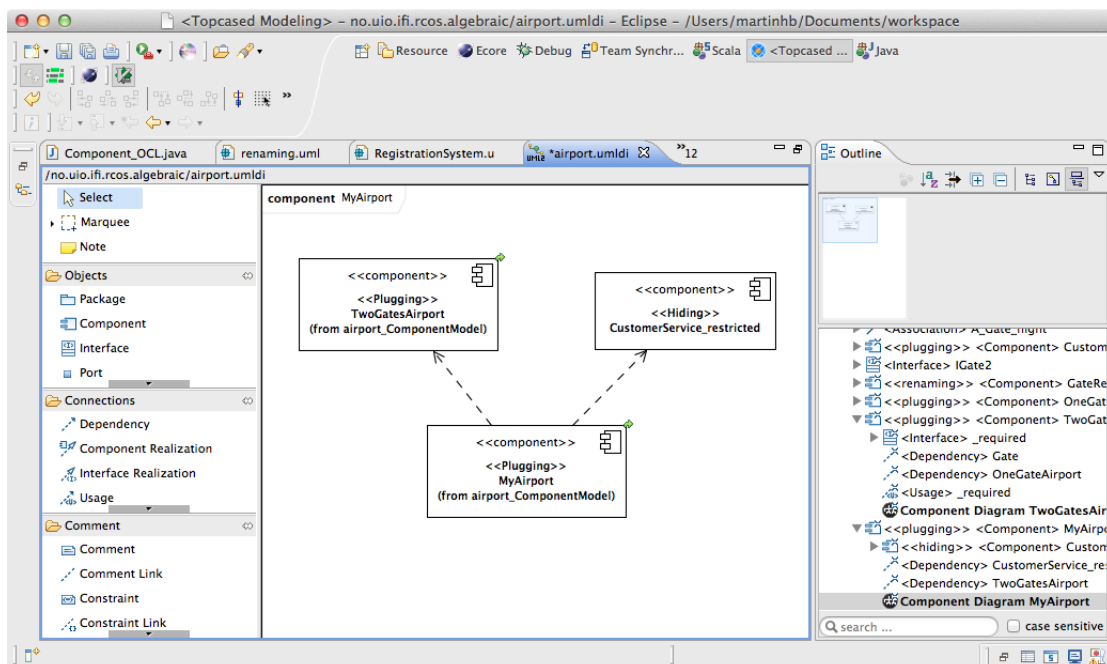 <Topcased Modeling> - no.uio.ifi.rcos.algebraic/airport.umldi - Eclipse - /Users/martinhb/Documents/workspace
Resource Ecore Debug Team Synchr... Scala <Topcased ... Java
Component_OCL.java renaming.uml RegistrationSystem.u *airport.umldi »12
/no.uio.ifi.rcos.algebraic/airport.umldi
Select
Marquee
Note
Objects
Package
Component
Interface
Port
Connections
Dependency
Component Realization
Interface Realization
Usage
Comment
Comment
Comment Link
Constraint
Constraint Link
component MyAirport
<<component>>
<<Plugging>>
TwoGatesAirport
(from airport_ComponentModel)
<<component>>
<<Hiding>>
CustomerService_restricted
<<component>>
<<Plugging>>
MyAirport
(from airport_ComponentModel)
Outline
<Association> A_Gate_night
<<plugging>> <Component> Custom
<Interface> IGate2
<<renaming>> <Component> GateRe
<<plugging>> <Component> OneGat
<<plugging>> <Component> TwoGat
<Interface> _required
<Dependency> Gate
<Dependency> OneGateAirport
<Usage> _required
Component Diagram TwoGatesAir
<<plugging>> <Component> MyAirpo
<<hiding>> <Component> Custom
<Dependency> CustomerService_re
<Dependency> TwoGatesAirport
Component Diagram MyAirport
search ... case sensitive